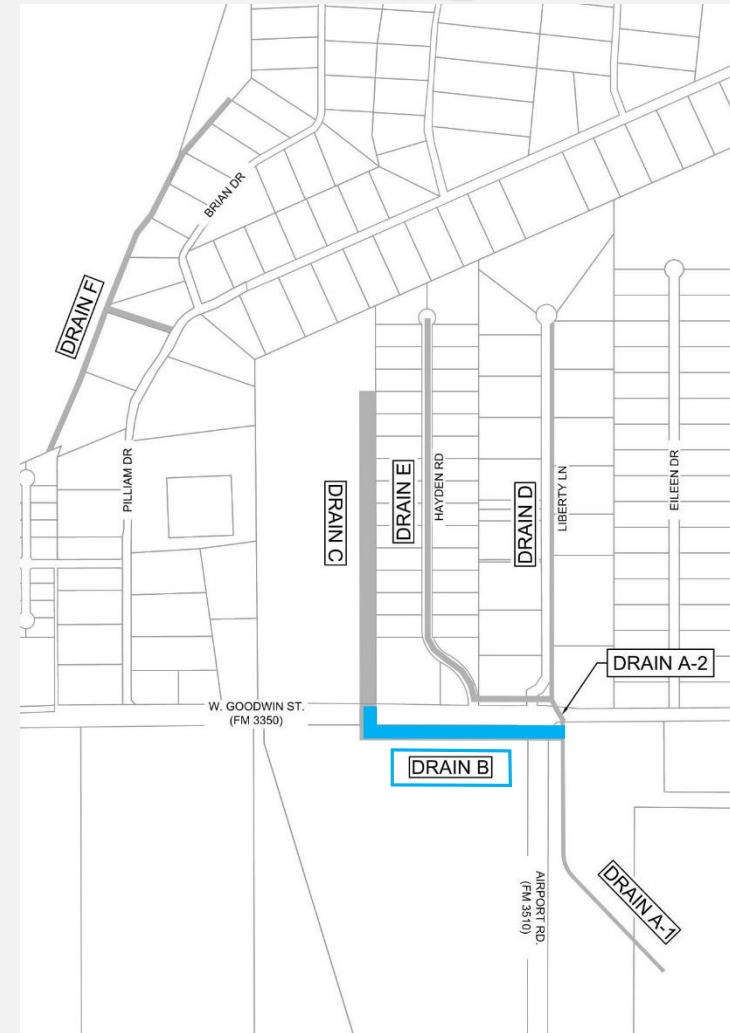 BRIAN DR
DRAIN F
PILLIAM DR
DRAIN C
DRAIN E
HAYDEN RD
DRAIN D
LIBERTY LN
EILEEN DR
DRAIN A-2
W. GOODWIN ST.
(FM 3350)
DRAIN B
AIRPORT RD.
(FM 3510)
DRAIN A-1